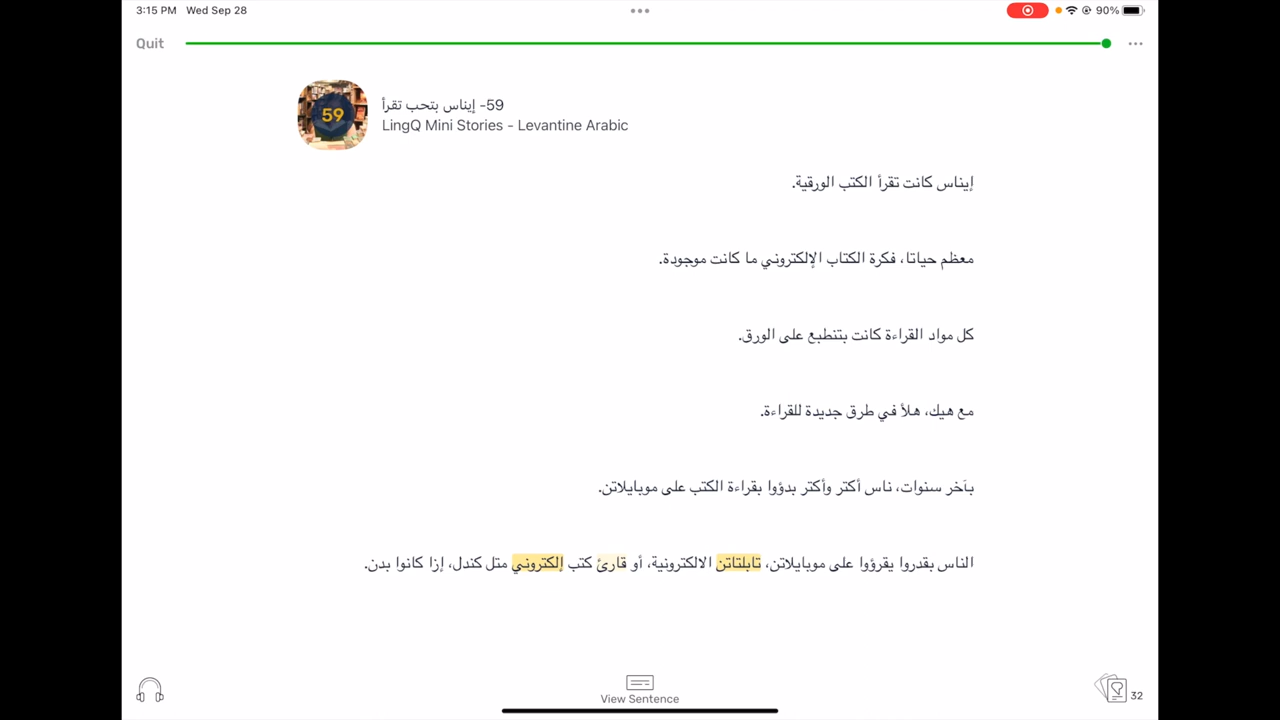 3:15 PM Wed Sep 28
90%
Quit
59
59- إيناس بتحب تقرأ
LingQ Mini Stories - Levantine Arabic
إيناس كانت تقرأ الكتب الورقية.
معظم حياتا، فكرة الكتاب الإلكتروني ما كانت موجودة.
كل مواد القراءة كانت بتنطبع على الورق.
مع هيك، هلأ في طرق جديدة للقراءة.
بآخر سنوات، ناس أكتر وأكتر بدؤوا بقراءة الكتب على موبايلاتن.
الناس بقدروا يقرؤوا على موبايلاتن، تابلتاتن الالكترونية، أو قارئ كتب إلكتروني متل كندل، إزا كانوا بدن.
View Sentence
32